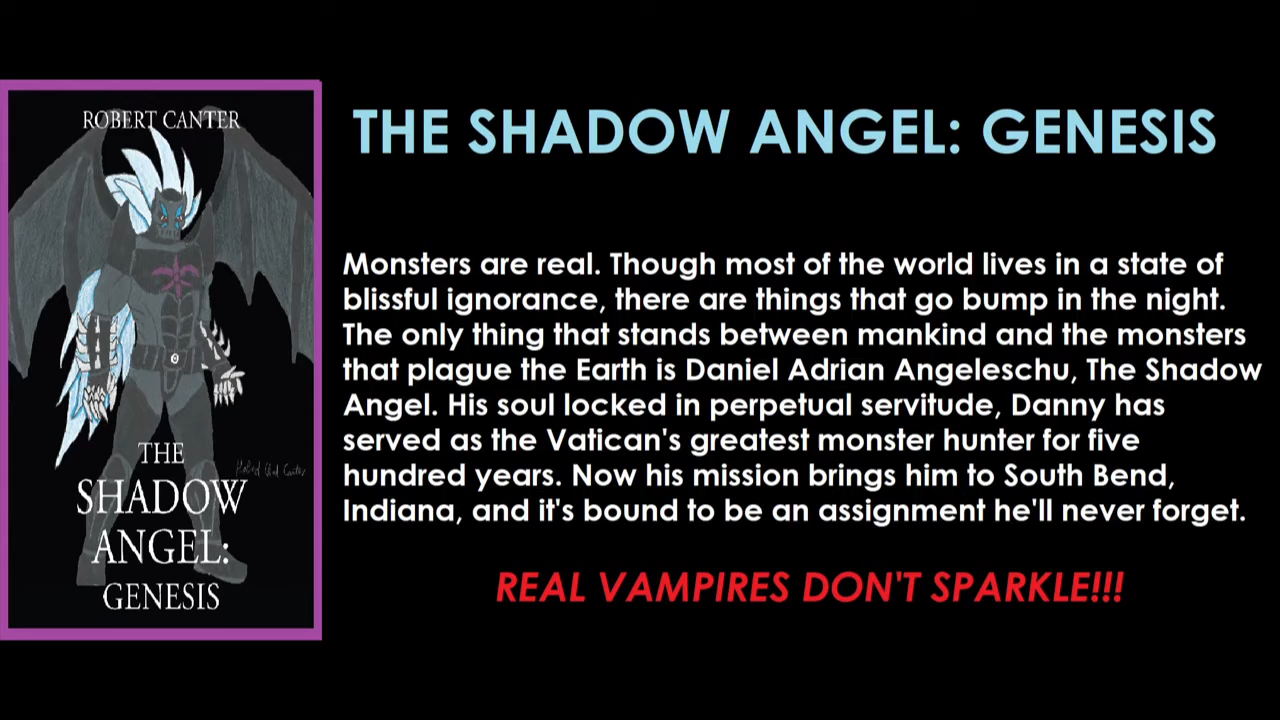 ROBERT CANTER
THE
SHADOW
ANGEL:
GENESIS
THE SHADOW ANGEL: GENESIS
Monsters are real. Though most of the world lives in a state of
blissful ignorance, there are things that go bump in the night.
The only thing that stands between mankind and the monsters
that plague the Earth is Daniel Adrian Angeleschu, The Shadow
Angel. His soul locked in perpetual servitude, Danny has
served as the Vatican's greatest monster hunter for five
hundred years. Now his mission brings him to South Bend,
Indiana, and it's bound to be an assignment he'll never forget.
REAL VAMPIRES DON'T SPARKLE!!!